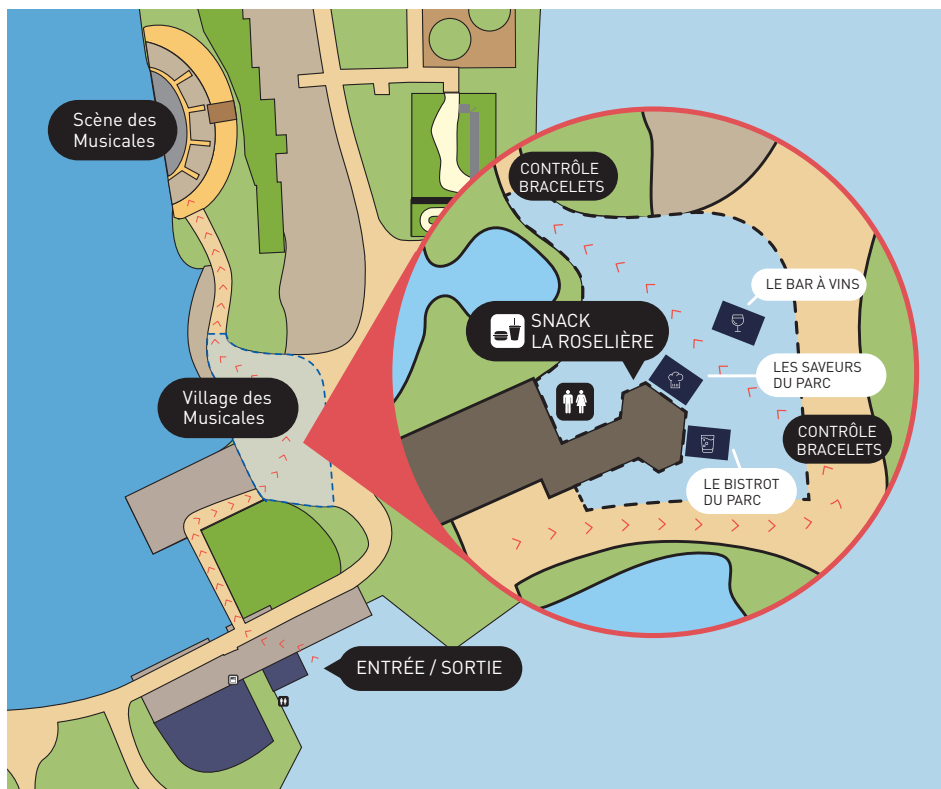 Scène des
Musicales
CONTRÔLE
BRACELETS
LE BAR À VINS
SNACK
LA ROSELIÈRE
LES SAVEURS
DU PARC
Village des
Musicales
CONTRÔLE
BRACELETS
LE BISTROT
DU PARC
ENTRÉE / SORTIE